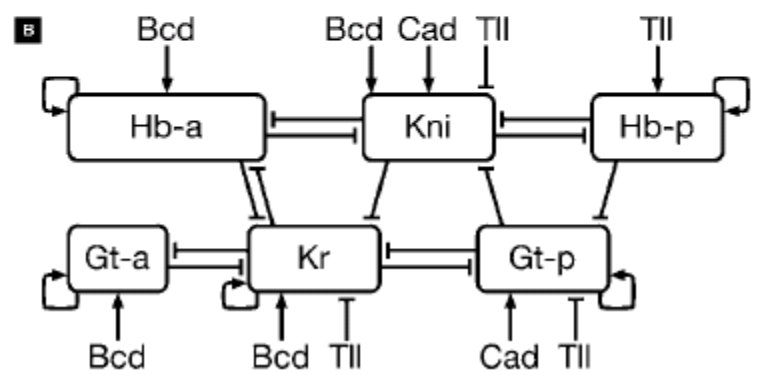 B
Bcd Bcd Cad Tll Tll
Hb-a Kni Hb-p
Gt-a Kr Gt-p
Bcd Bcd Tll Cad Tll